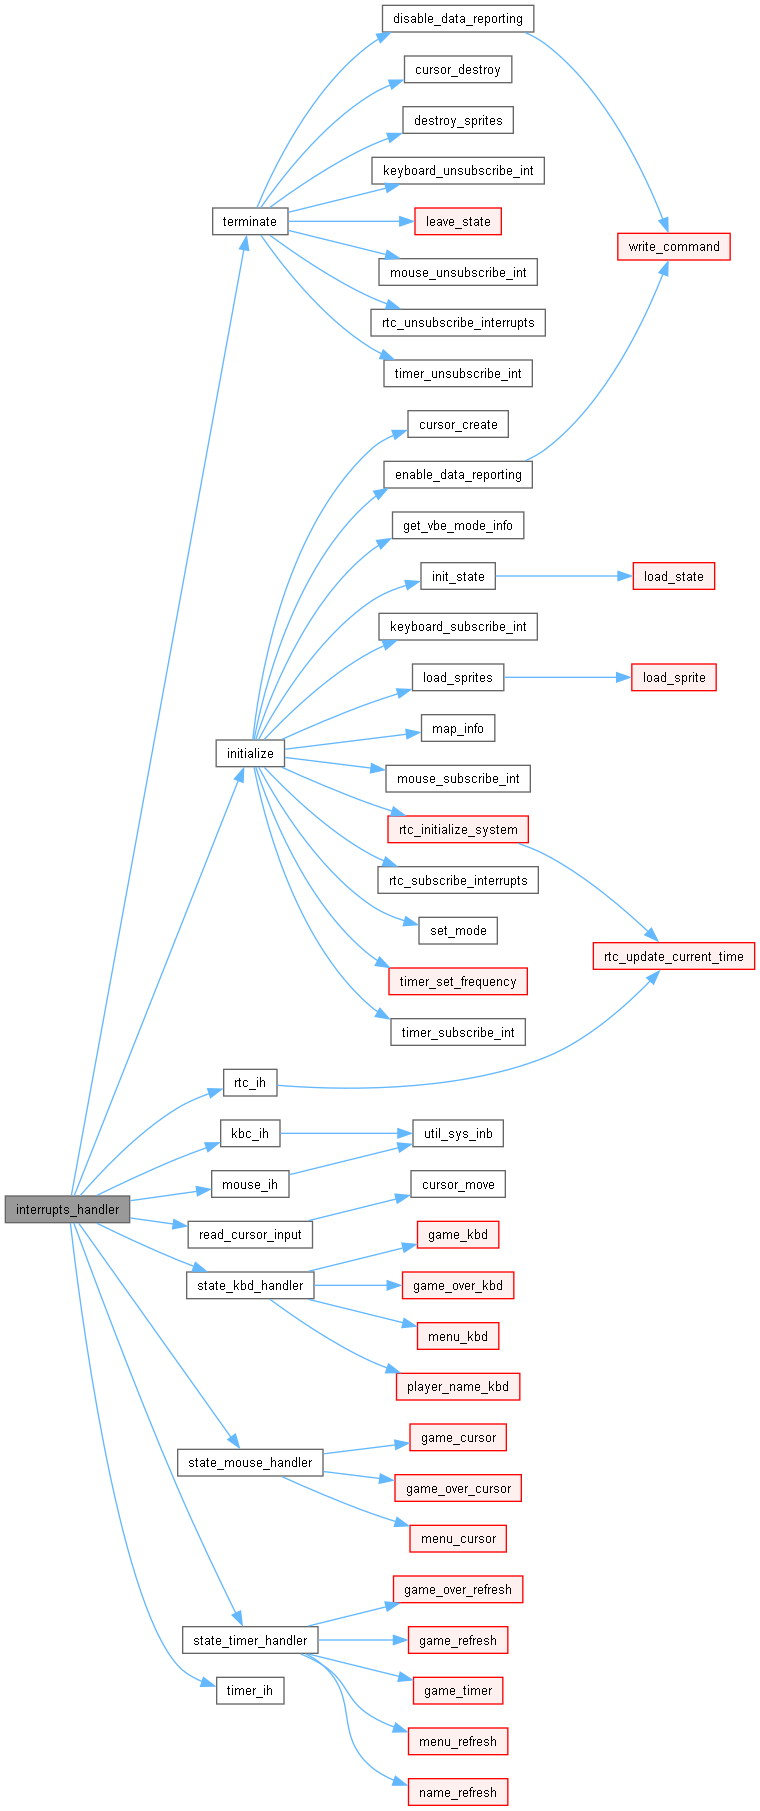 disable_data_reporting
cursor_destroy
destroy_sprites
keyboard_unsubscribe_int
terminate
leave_state
write_command
mouse_unsubscribe_int
rtc_unsubscribe_interrupts
timer_unsubscribe_int
cursor_create
enable_data_reporting
get_vbe_mode_info
init_state
load_state
keyboard_subscribe_int
load_sprites
load_sprite
map_info
initialize
mouse_subscribe_int
rtc_initialize_system
rtc_subscribe_interrupts
set_mode
rtc_update_current_time
timer_set_frequency
timer_subscribe_int
rtc_ih
kbc_ih
util_sys_inb
mouse_ih
cursor_move
interrupts_handler
read_cursor_input
game_kbd
state_kbd_handler
game_over_kbd
menu_kbd
player_name_kbd
game_cursor
state_mouse_handler
game_over_cursor
menu_cursor
game_over_refresh
state_timer_handler
game_refresh
timer_ih
game_timer
menu_refresh
name_refresh